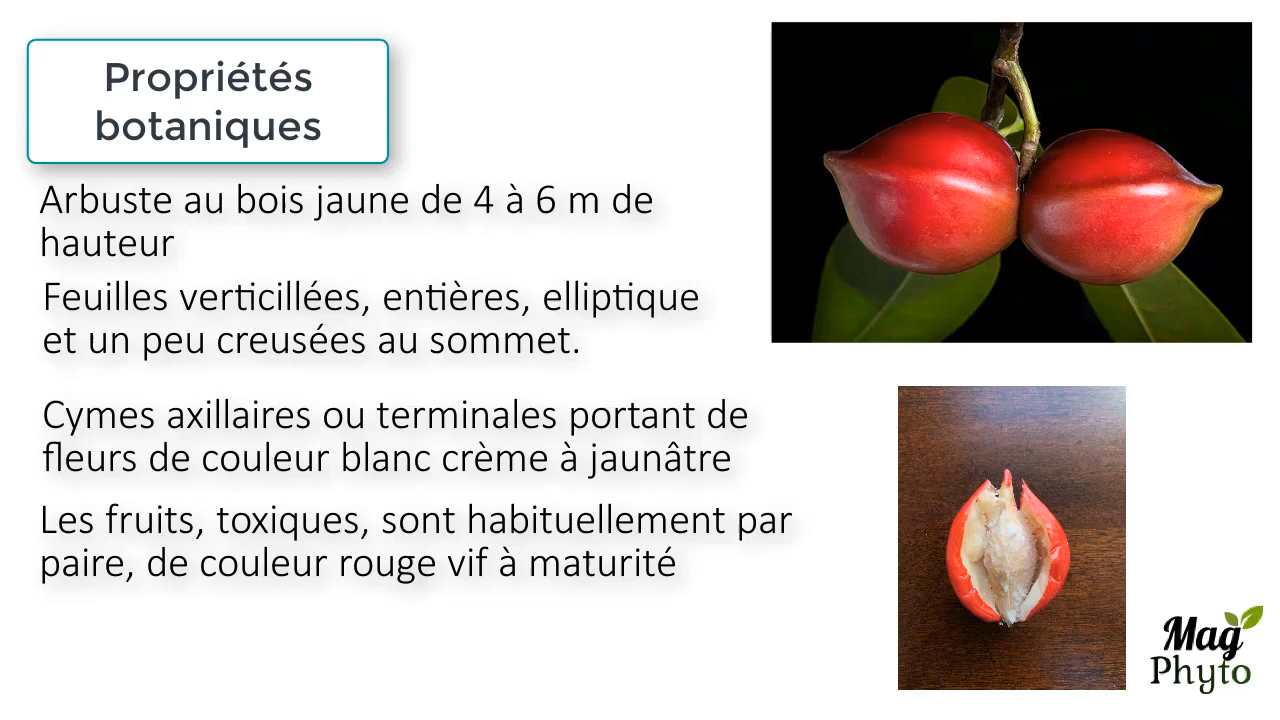 Propriétés
botaniques
Arbuste au bois jaune de 4 à 6 m de
hauteur
Feuilles verticillées, entières, elliptique
et un peu creusées au sommet.
Cymes axillaires ou terminales portant de
fleurs de couleur blanc crème à jaunâtre
Les fruits, toxiques, sont habituellement par
paire, de couleur rouge vif à maturité
Mag
Phyto